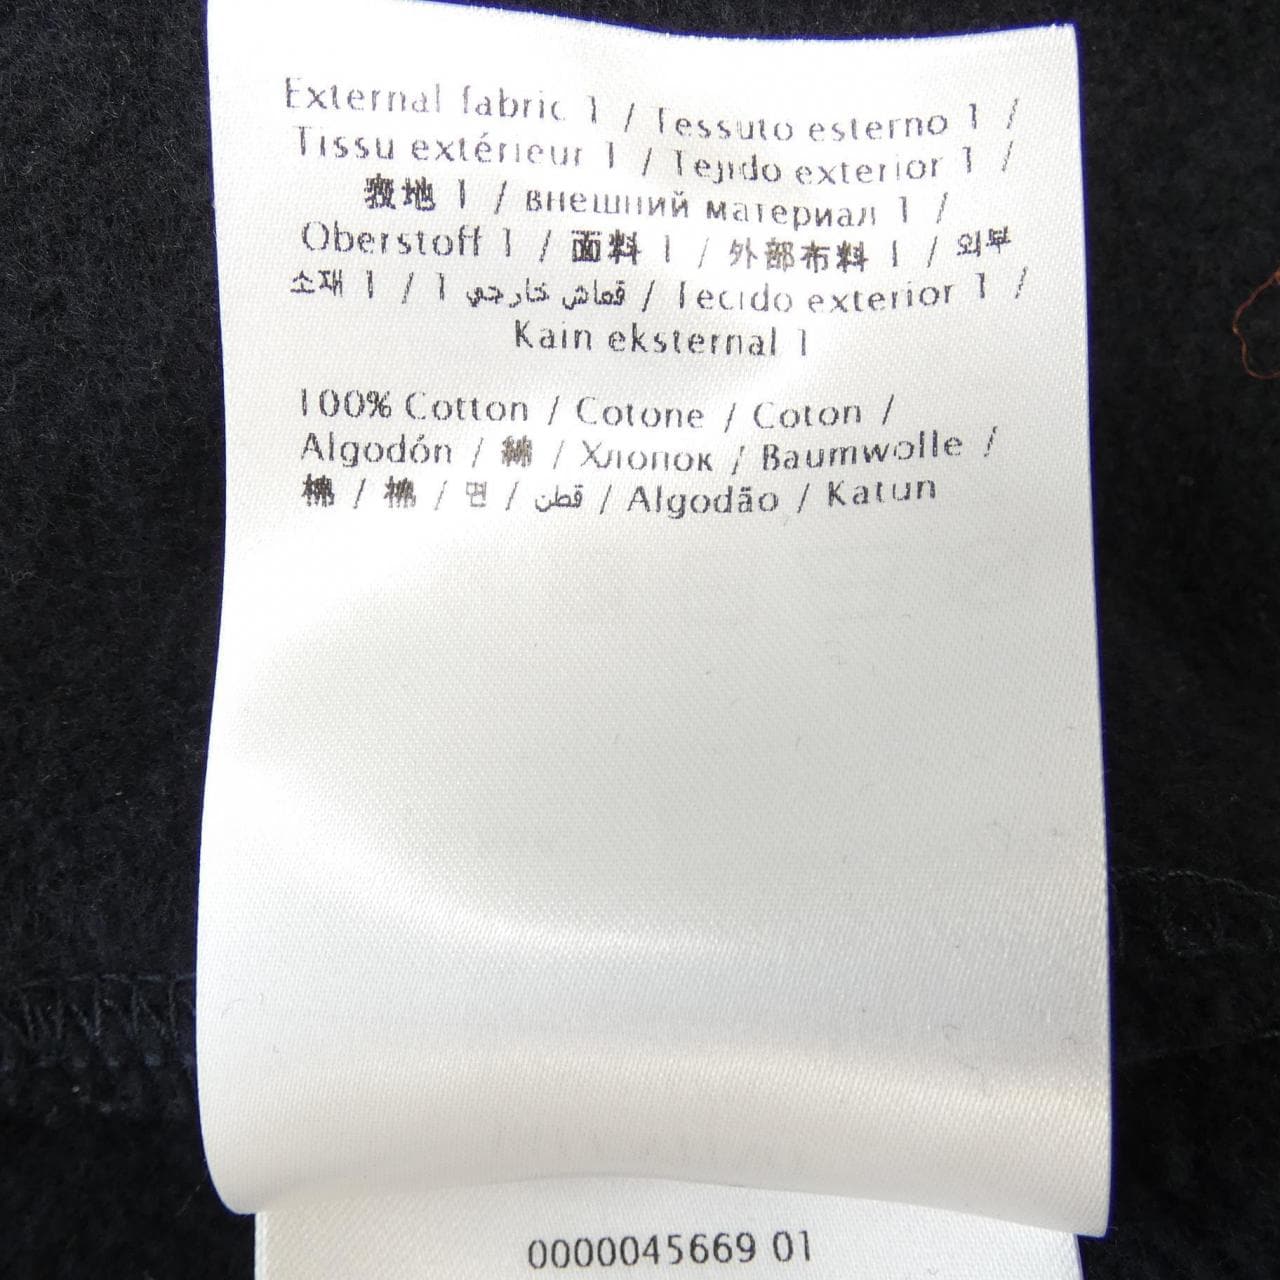 External fabric 1 / Tessuto esterno 1 /
Tissu extérieur 1 / Tejido exterior 1 /
表地 1 / внешний материал 1 /
Oberstoff 1 / 面料 1 / 外部布料 1 / 외부
소재 1 / قماش خارجي 1 / Tecido exterior 1 /
Kain eksternal 1
100% Cotton / Cotone / Coton /
Algodón / 綿 / Хлопок / Baumwolle /
棉 / 棉 / 면 / قطن / Algodão / Katun
0000045669 01